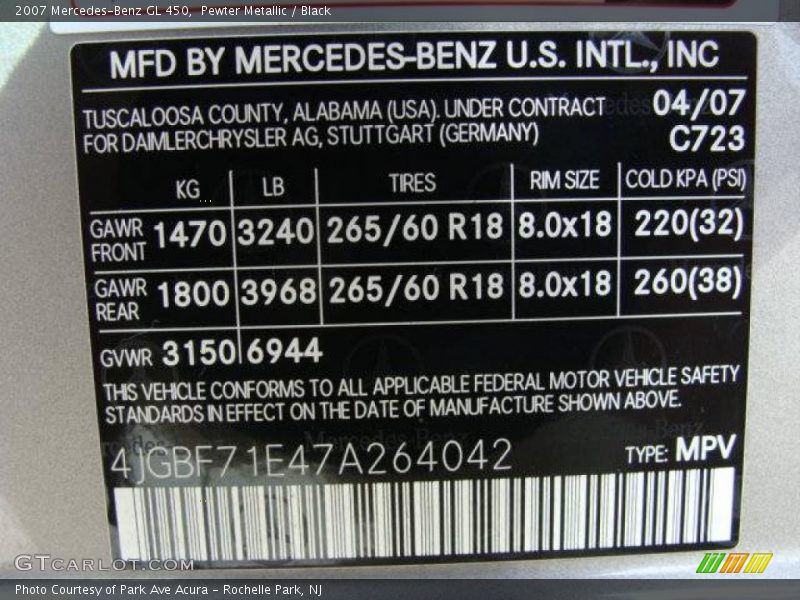 2007 Mercedes-Benz GL 450, Pewter Metallic / Black
MFD BY MERCEDES-BENZ U.S. INTL., INC
TUSCALOOSA COUNTY, ALABAMA (USA). UNDER CONTRACT 04/07
FOR DAIMLERCHRYSLER AG, STUTTGART (GERMANY) C723
KG LB TIRES RIM SIZE COLD KPA (PSI)
GAWR FRONT 1470 3240 265/60 R18 8.0x18 220(32)
GAWR REAR 1800 3968 265/60 R18 8.0x18 260(38)
GVWR 3150 6944
THIS VEHICLE CONFORMS TO ALL APPLICABLE FEDERAL MOTOR VEHICLE SAFETY
STANDARDS IN EFFECT ON THE DATE OF MANUFACTURE SHOWN ABOVE.
4JGBF71E47A264042 TYPE: MPV
GTCARLOT.COM
Photo Courtesy of Park Ave Acura - Rochelle Park, NJ